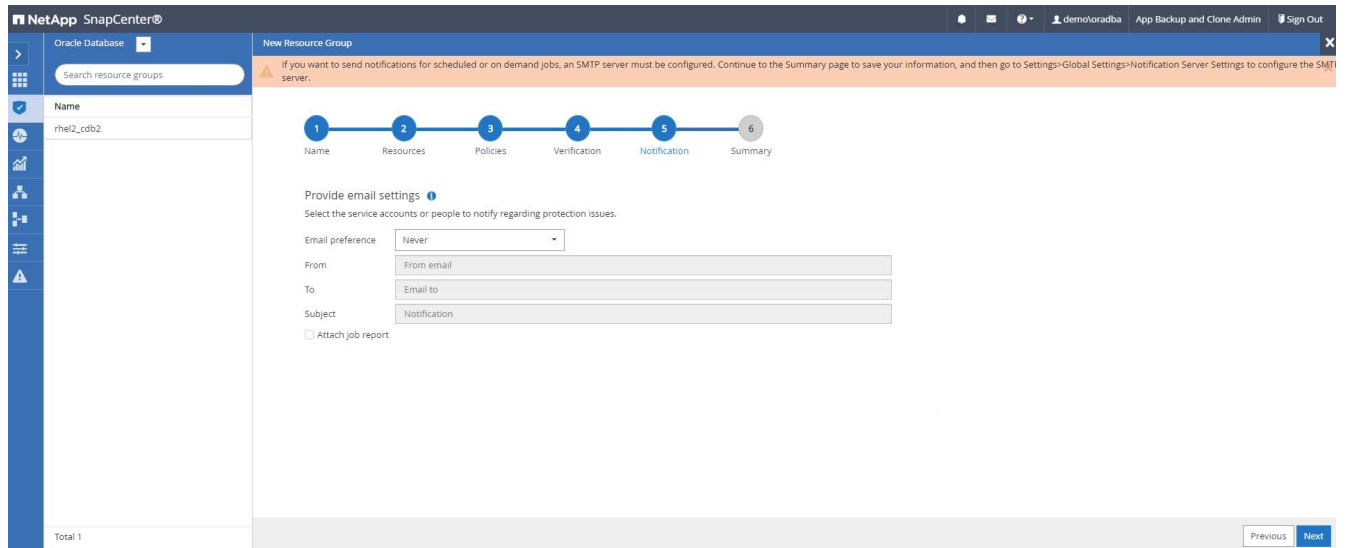 NetApp SnapCenter®
demo\oradba App Backup and Clone Admin Sign Out
Oracle Database
New Resource Group
Search resource groups
If you want to send notifications for scheduled or on demand jobs, an SMTP server must be configured. Continue to the Summary page to save your information, and then go to Settings>Global Settings>Notification Server Settings to configure the SMT
server.
Name
rhel2_cdb2
1 2 3 4 5 6
Name Resources Policies Verification Notification Summary
Provide email settings
Select the service accounts or people to notify regarding protection issues.
Email preference Never
From From email
To Email to
Subject Notification
Attach job report
Total 1
Previous Next